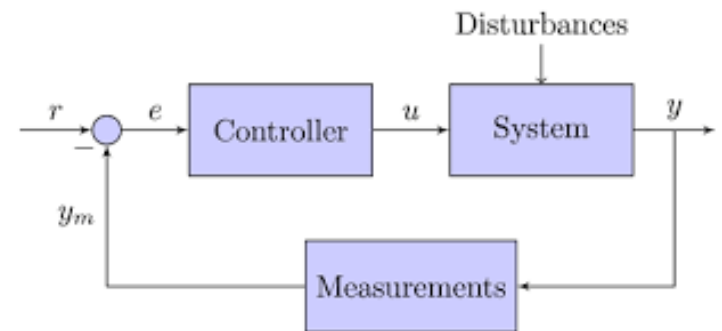 Disturbances
r
e
Controller
u
System
y
−
y_m
Measurements